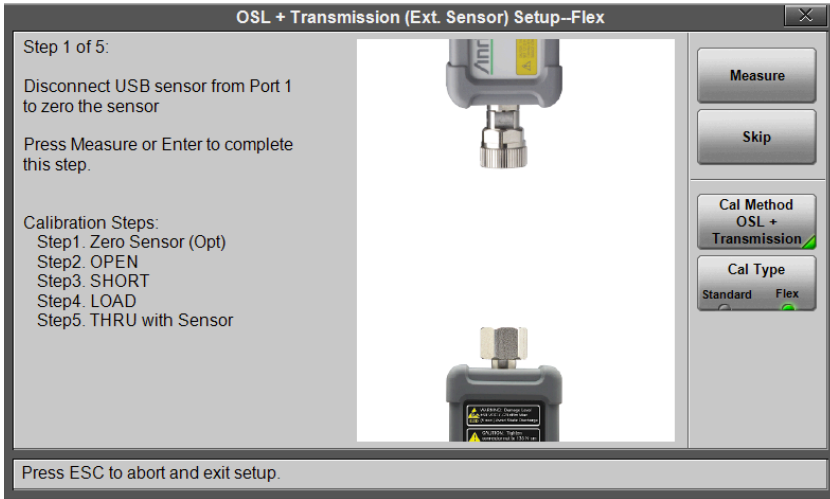 OSL + Transmission (Ext. Sensor) Setup--Flex
Step 1 of 5:
Disconnect USB sensor from Port 1
to zero the sensor
Press Measure or Enter to complete
this step.
Calibration Steps:
Step1. Zero Sensor (Opt)
Step2. OPEN
Step3. SHORT
Step4. LOAD
Step5. THRU with Sensor
Measure
Skip
Cal Method
OSL +
Transmission
Cal Type
Standard Flex
Press ESC to abort and exit setup.